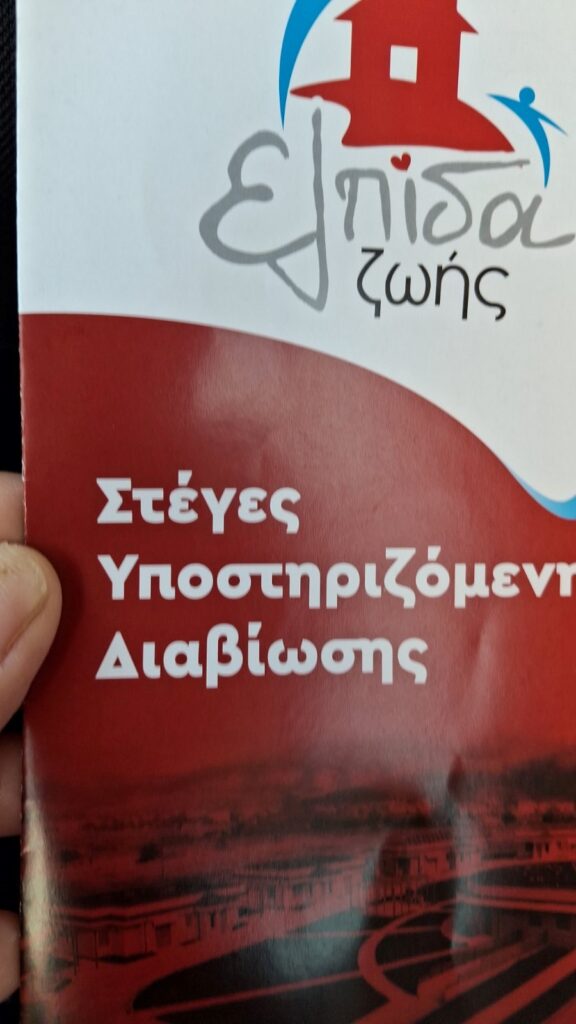 ελπίδα
ζωής
Στέγες
Υποστηριζόμενη
Διαβίωσης